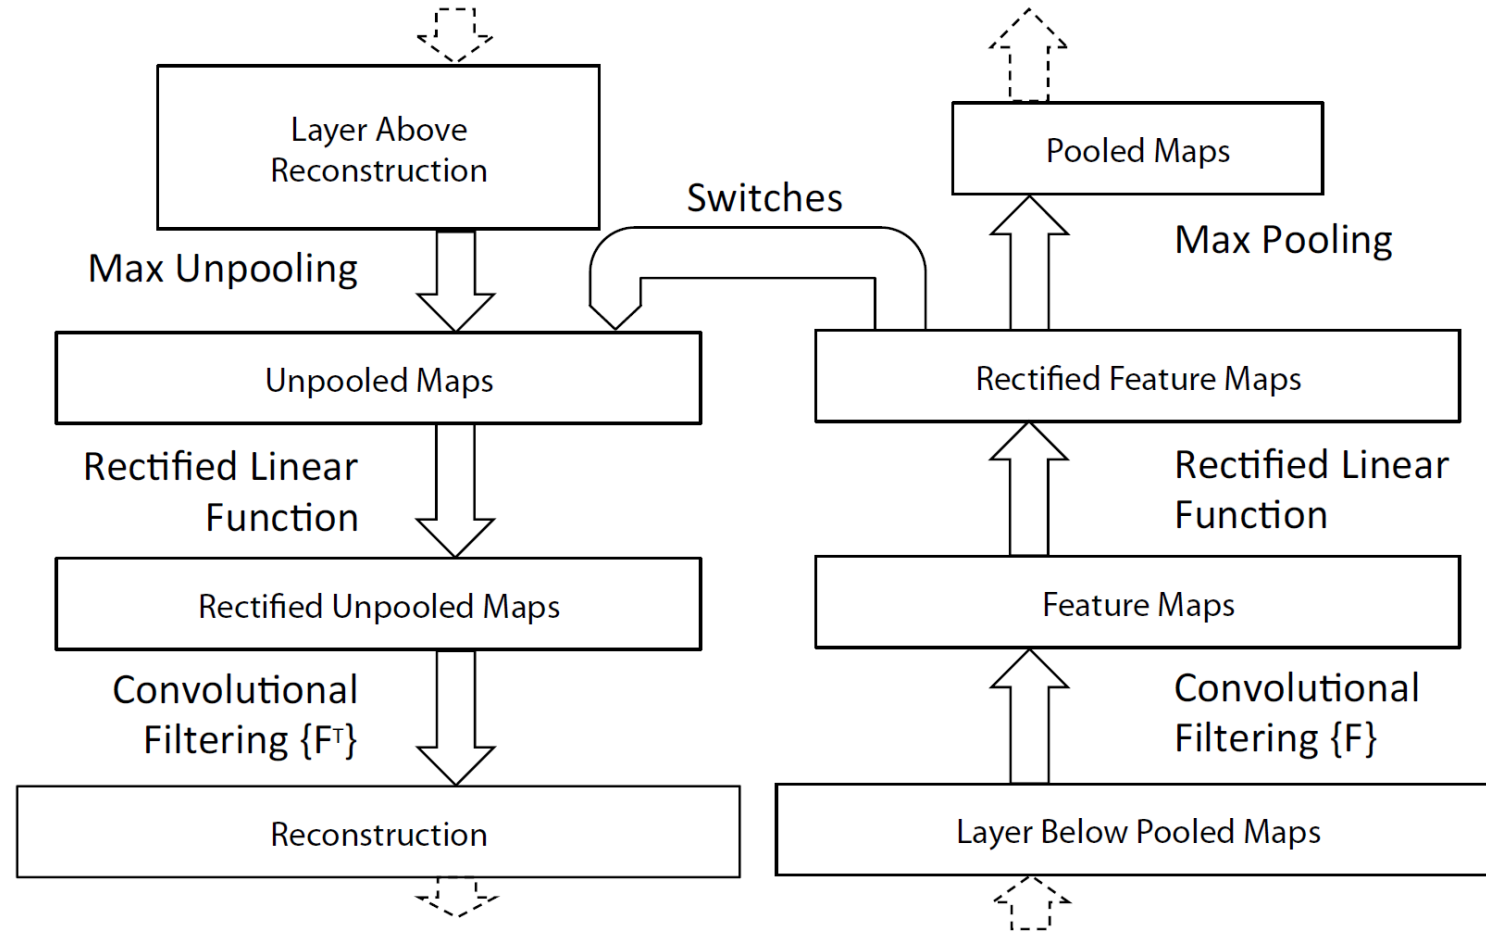 Layer Above
Reconstruction
Pooled Maps
Switches
Max Unpooling
Max Pooling
Unpooled Maps
Rectified Feature Maps
Rectified Linear
Function
Rectified Linear
Function
Rectified Unpooled Maps
Feature Maps
Convolutional
Filtering {Fᵀ}
Convolutional
Filtering {F}
Reconstruction
Layer Below Pooled Maps